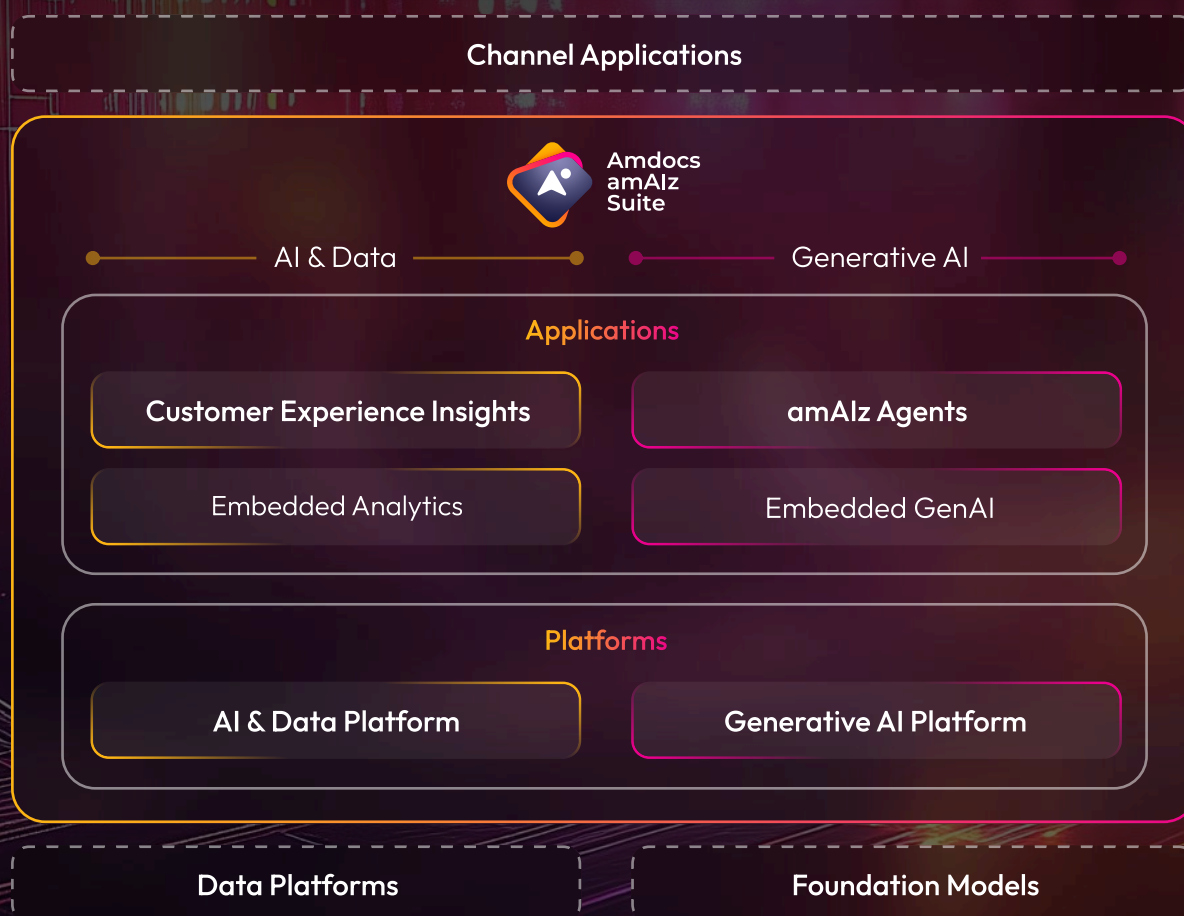 Channel Applications
Amdocs
amAIz
Suite
AI & Data
Generative AI
Applications
Customer Experience Insights
amAIz Agents
Embedded Analytics
Embedded GenAI
Platforms
AI & Data Platform
Generative AI Platform
Data Platforms
Foundation Models